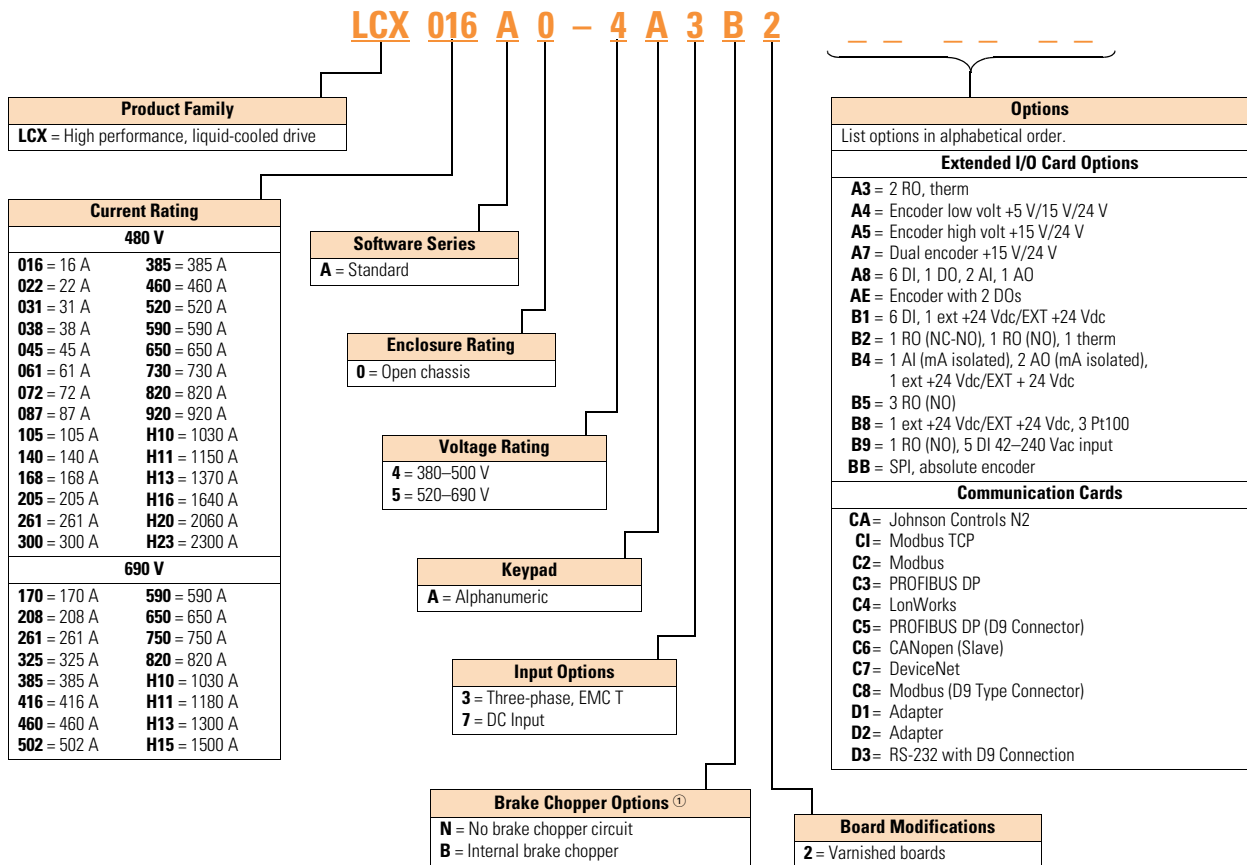 LCX 016 A 0 – 4 A 3 B 2 _ _ _ _ _ _
Product Family
LCX = High performance, liquid-cooled drive
Current Rating
480 V
016 = 16 A 385 = 385 A
022 = 22 A 460 = 460 A
031 = 31 A 520 = 520 A
038 = 38 A 590 = 590 A
045 = 45 A 650 = 650 A
061 = 61 A 730 = 730 A
072 = 72 A 820 = 820 A
087 = 87 A 920 = 920 A
105 = 105 A H10 = 1030 A
140 = 140 A H11 = 1150 A
168 = 168 A H13 = 1370 A
205 = 205 A H16 = 1640 A
261 = 261 A H20 = 2060 A
300 = 300 A H23 = 2300 A
690 V
170 = 170 A 590 = 590 A
208 = 208 A 650 = 650 A
261 = 261 A 750 = 750 A
325 = 325 A 820 = 820 A
385 = 385 A H10 = 1030 A
416 = 416 A H11 = 1180 A
460 = 460 A H13 = 1300 A
502 = 502 A H15 = 1500 A
Software Series
A = Standard
Enclosure Rating
0 = Open chassis
Voltage Rating
4 = 380–500 V
5 = 520–690 V
Keypad
A = Alphanumeric
Input Options
3 = Three-phase, EMC T
7 = DC Input
Brake Chopper Options ①
N = No brake chopper circuit
B = Internal brake chopper
Board Modifications
2 = Varnished boards
Options
List options in alphabetical order.
Extended I/O Card Options
A3 = 2 RO, therm
A4 = Encoder low volt +5 V/15 V/24 V
A5 = Encoder high volt +15 V/24 V
A7 = Dual encoder +15 V/24 V
A8 = 6 DI, 1 DO, 2 AI, 1 AO
AE = Encoder with 2 DOs
B1 = 6 DI, 1 ext +24 Vdc/EXT +24 Vdc
B2 = 1 RO (NC-NO), 1 RO (NO), 1 therm
B4 = 1 AI (mA isolated), 2 AO (mA isolated),
1 ext +24 Vdc/EXT + 24 Vdc
B5 = 3 RO (NO)
B8 = 1 ext +24 Vdc/EXT +24 Vdc, 3 Pt100
B9 = 1 RO (NO), 5 DI 42–240 Vac input
BB = SPI, absolute encoder
Communication Cards
CA = Johnson Controls N2
CI = Modbus TCP
C2 = Modbus
C3 = PROFIBUS DP
C4 = LonWorks
C5 = PROFIBUS DP (D9 Connector)
C6 = CANopen (Slave)
C7 = DeviceNet
C8 = Modbus (D9 Type Connector)
D1 = Adapter
D2 = Adapter
D3 = RS-232 with D9 Connection